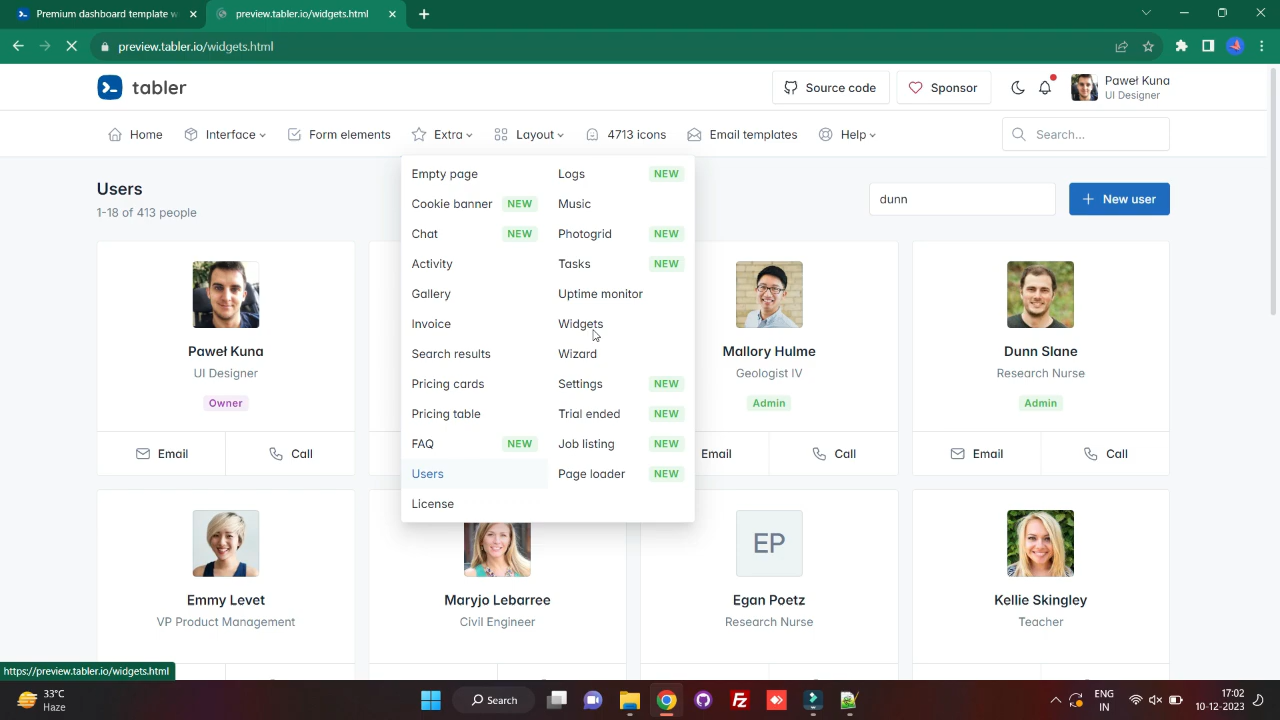 Premium dashboard template w
preview.tabler.io/widgets.html
preview.tabler.io/widgets.html
tabler
Source code
Sponsor
Paweł Kuna
UI Designer
Home
Interface
Form elements
Extra
Layout
4713 icons
Email templates
Help
Search...
Users
1-18 of 413 people
dunn
New user
Empty page
Cookie banner NEW
Chat NEW
Activity
Gallery
Invoice
Search results
Pricing cards
Pricing table
FAQ NEW
Users
License
Logs NEW
Music
Photogrid NEW
Tasks NEW
Uptime monitor
Widgets
Wizard
Settings NEW
Trial ended NEW
Job listing NEW
Page loader NEW
Paweł Kuna
UI Designer
Owner
Email
Call
Mallory Hulme
Geologist IV
Admin
Email
Call
Dunn Slane
Research Nurse
Admin
Email
Call
Emmy Levet
VP Product Management
Maryjo Lebarree
Civil Engineer
EP
Egan Poetz
Research Nurse
Kellie Skingley
Teacher
https://preview.tabler.io/widgets.html
33°C
Haze
Search
ENG
IN
17:02
10-12-2023